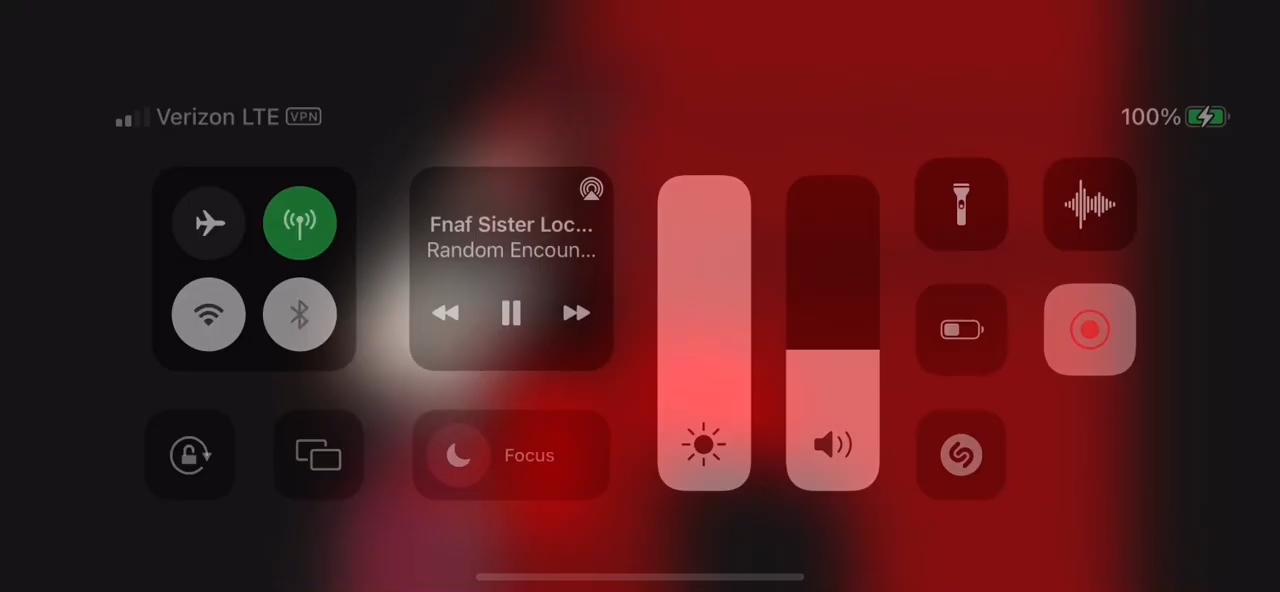 Verizon LTE VPN
100%
Fnaf Sister Loc...
Random Encoun...
Focus